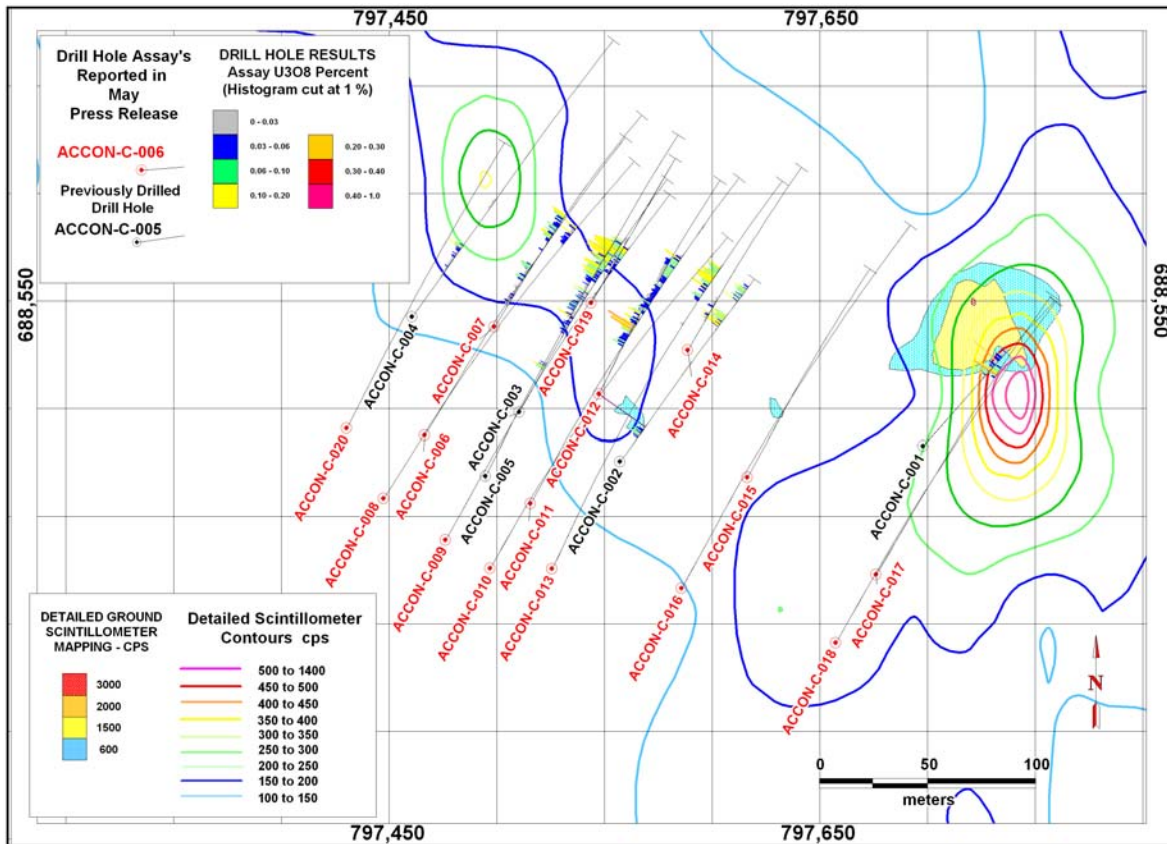 797,450
797,650
Drill Hole Assay's
Reported in
May
Press Release
ACCON-C-006
Previously Drilled
Drill Hole
ACCON-C-005
DRILL HOLE RESULTS
Assay U3O8 Percent
(Histogram cut at 1 %)
0 - 0.03
0.03 - 0.06
0.06 - 0.10
0.10 - 0.20
0.20 - 0.30
0.30 - 0.40
0.40 - 1.0
688,550
688,550
ACCON-C-004
ACCON-C-007
ACCON-C-019
ACCON-C-003
ACCON-C-020
ACCON-C-006
ACCON-C-012
ACCON-C-014
ACCON-C-008
ACCON-C-005
ACCON-C-002
ACCON-C-001
ACCON-C-009
ACCON-C-011
ACCON-C-015
ACCON-C-010
ACCON-C-013
ACCON-C-016
ACCON-C-017
ACCON-C-018
DETAILED GROUND
SCINTILLOMETER
MAPPING - CPS
3000
2000
1500
600
Detailed Scintillometer
Contours cps
500 to 1400
450 to 500
400 to 450
350 to 400
300 to 350
250 to 300
200 to 250
150 to 200
100 to 150
N
0 50 100
meters
797,450
797,650